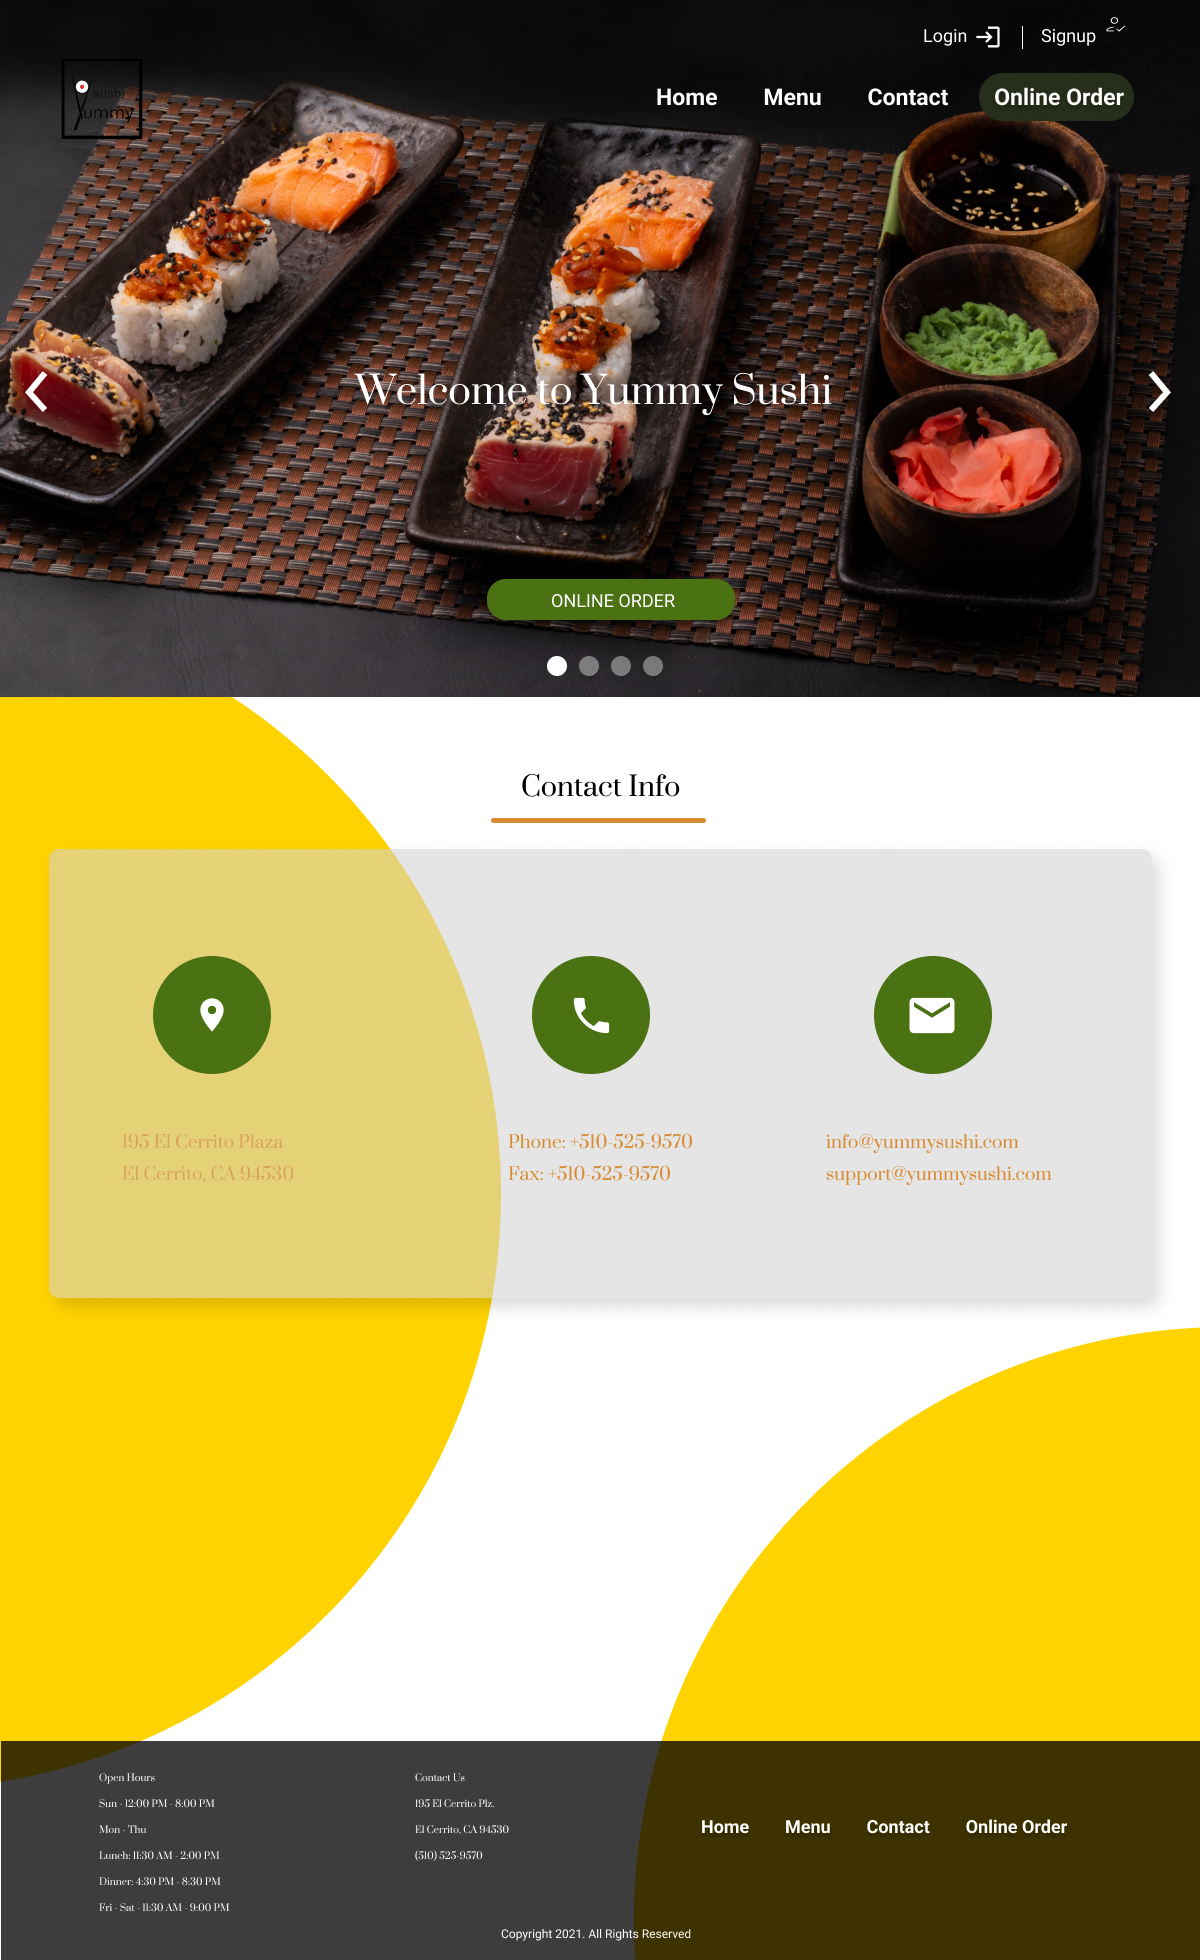 Login
Signup
sushi
Yummy
Home
Menu
Contact
Online Order
Welcome to Yummy Sushi
ONLINE ORDER
Contact Info
195 El Cerrito Plaza
El Cerrito, CA 94530
Phone: +510-525-9570
Fax: +510-525-9570
info@yummysushi.com
support@yummysushi.com
Open Hours
Sun - 12:00 PM - 8:00 PM
Mon - Thu
Lunch: 11:30 AM - 2:00 PM
Dinner: 4:30 PM - 8:30 PM
Fri - Sat - 11:30 AM - 9:00 PM
Contact Us
195 El Cerrito Plz.
El Cerrito, CA 94530
(510) 525-9570
Home
Menu
Contact
Online Order
Copyright 2021. All Rights Reserved